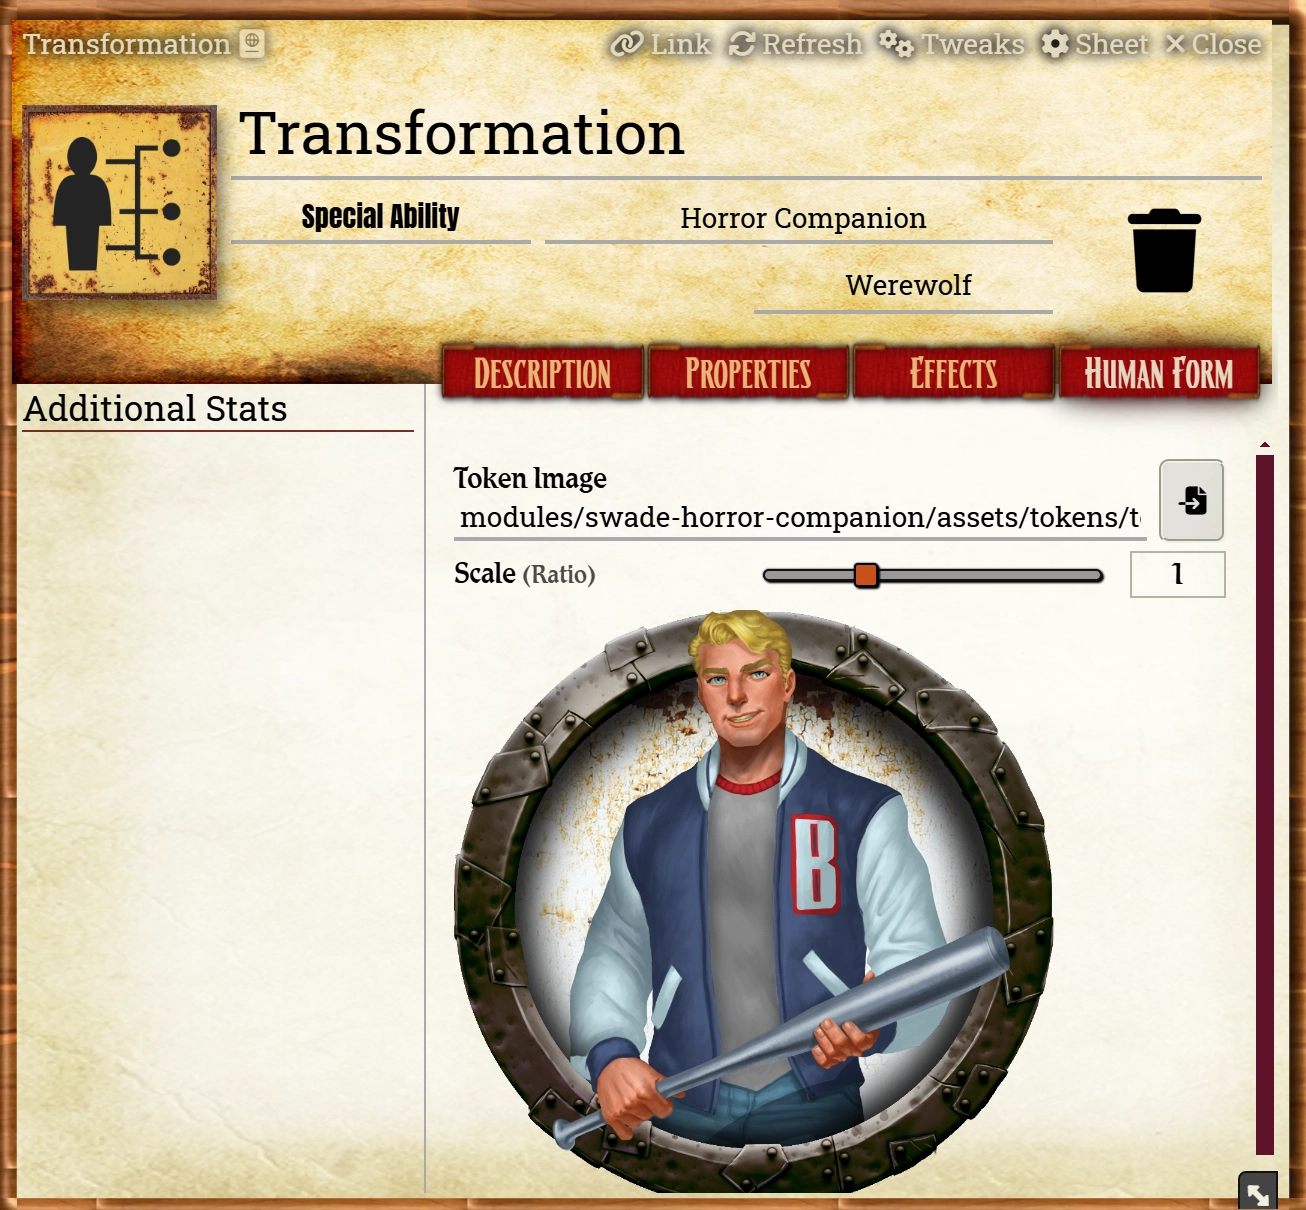 Transformation Link Refresh Tweaks Sheet Close
Transformation
Special Ability Horror Companion
Werewolf
Description Properties Effects Human Form
Additional Stats
Token Image
modules/swade-horror-companion/assets/tokens/t
Scale (Ratio) 1
B